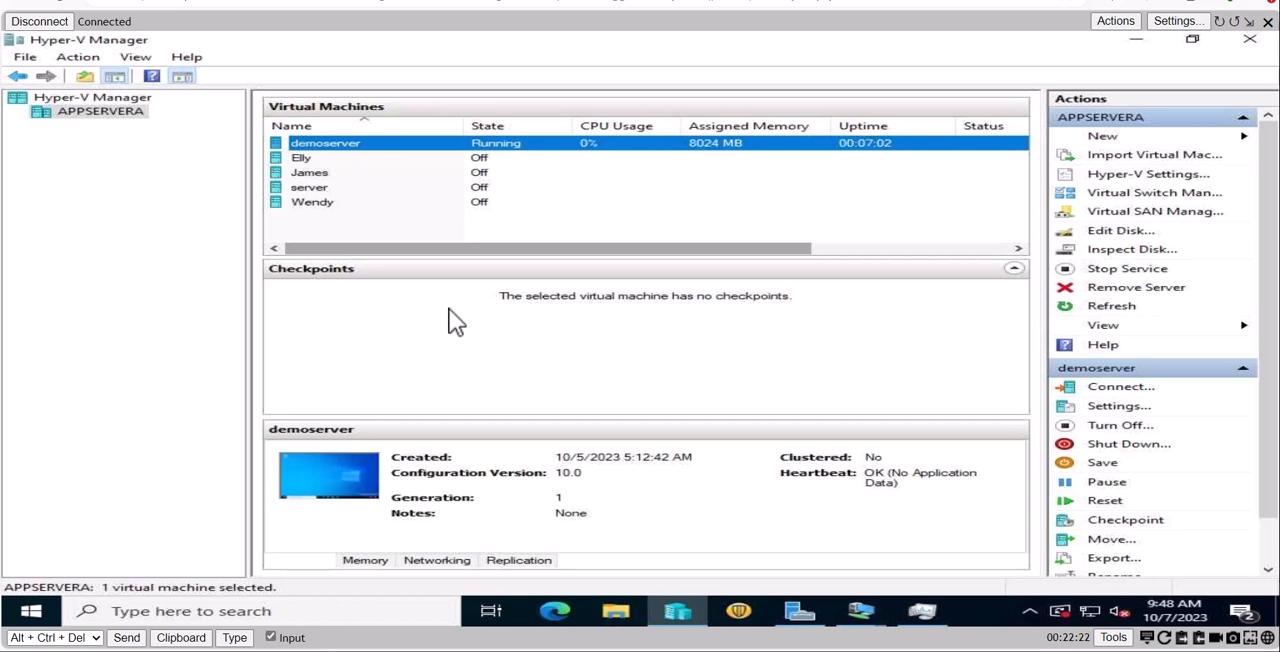 Disconnect Connected Actions Settings...
Hyper-V Manager
File Action View Help
Hyper-V Manager
APPSERVERA
Virtual Machines
Name State CPU Usage Assigned Memory Uptime Status
demoserver Running 0% 8024 MB 00:07:02
Elly Off
James Off
server Off
Wendy Off
Checkpoints
The selected virtual machine has no checkpoints.
demoserver
Created: 10/5/2023 5:12:42 AM Clustered: No
Configuration Version: 10.0 Heartbeat: OK (No Application
Data)
Generation: 1
Notes: None
Memory Networking Replication
Actions
APPSERVERA
New
Import Virtual Mac...
Hyper-V Settings...
Virtual Switch Man...
Virtual SAN Manag...
Edit Disk...
Inspect Disk...
Stop Service
Remove Server
Refresh
View
Help
demoserver
Connect...
Settings...
Turn Off...
Shut Down...
Save
Pause
Reset
Checkpoint
Move...
Export...
APPSERVERA: 1 virtual machine selected.
Type here to search
9:48 AM
10/7/2023
2
Alt + Ctrl + Del Send Clipboard Type Input 00:22:22 Tools